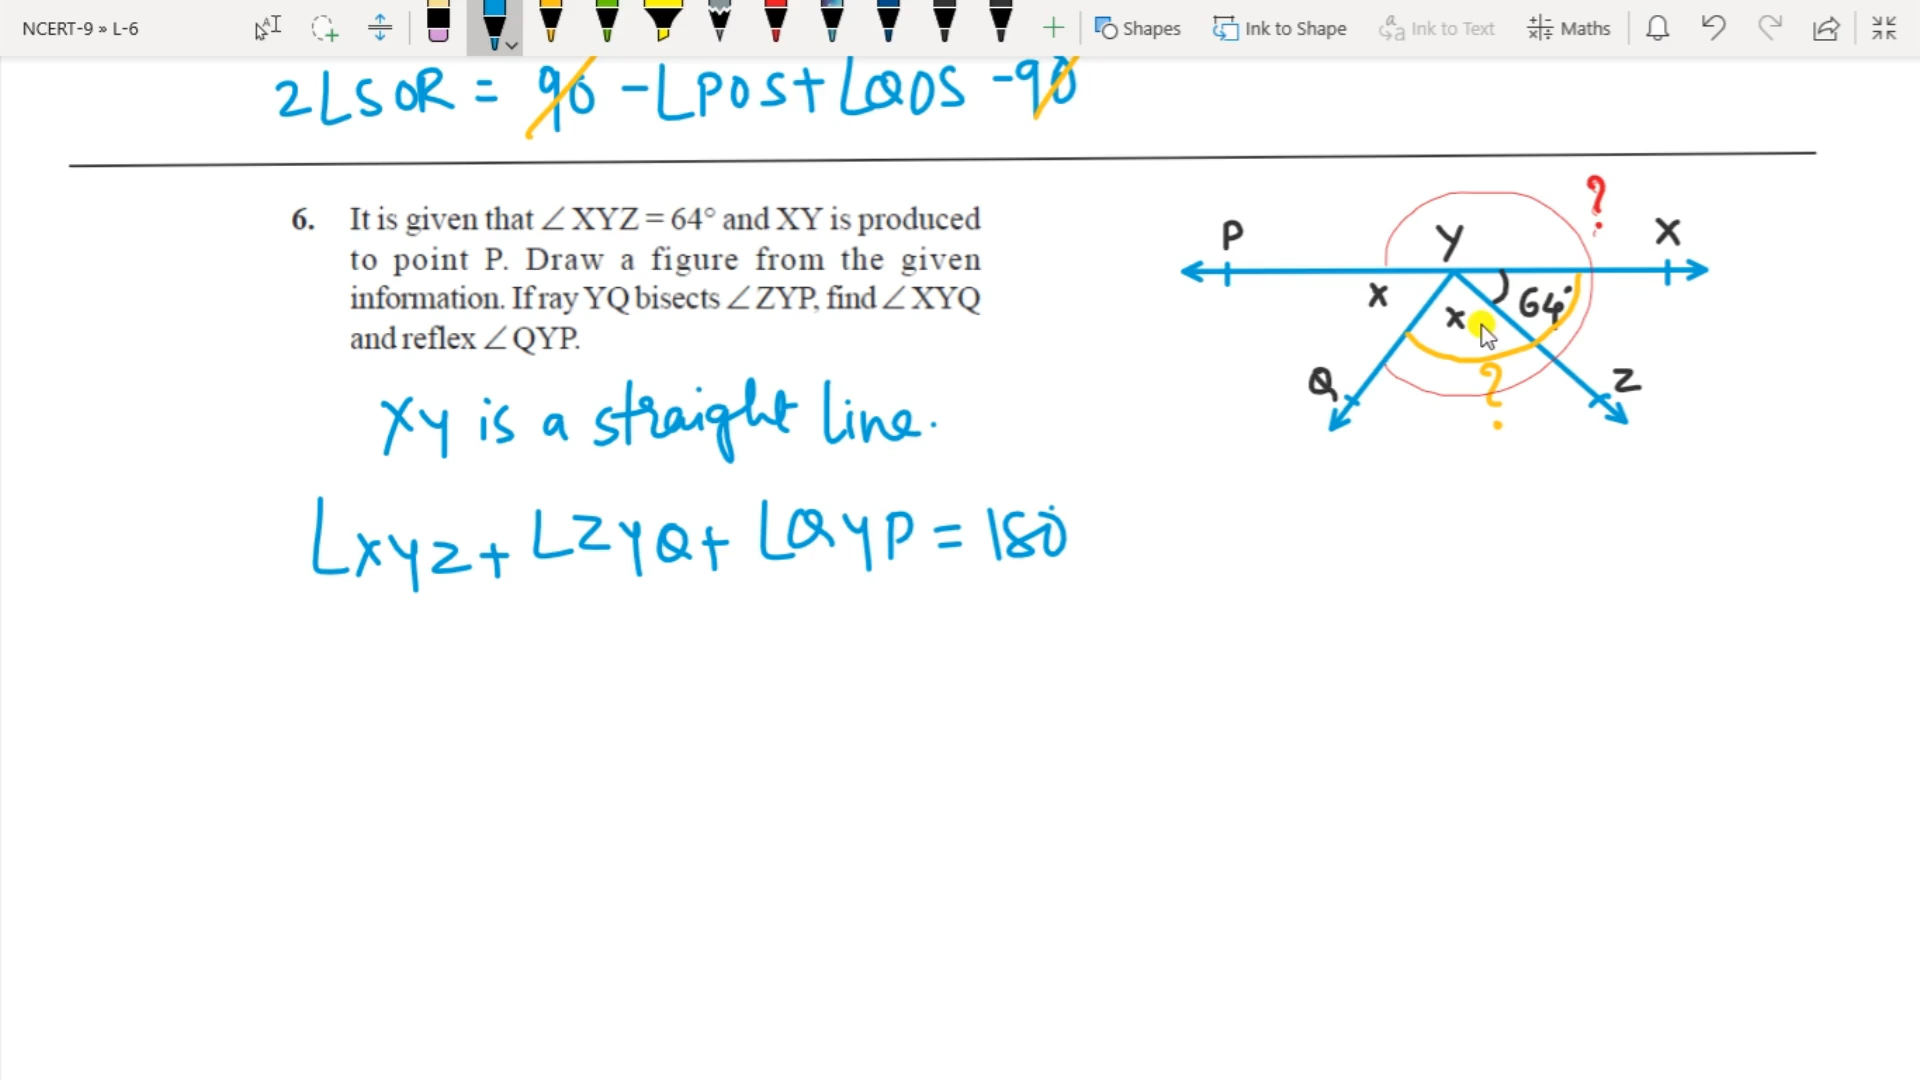 NCERT-9 » L-6
Shapes
Ink to Shape
Ink to Text
Maths
2∠SOR = 90 - ∠POS + ∠QOS - 90
6. It is given that ∠XYZ = 64° and XY is produced
to point P. Draw a figure from the given
information. If ray YQ bisects ∠ZYP, find ∠XYQ
and reflex ∠QYP.
P
Y
?
X
x
x
64°
Q
?
Z
XY is a straight line.
∠XYZ + ∠ZYQ + ∠QYP = 180°